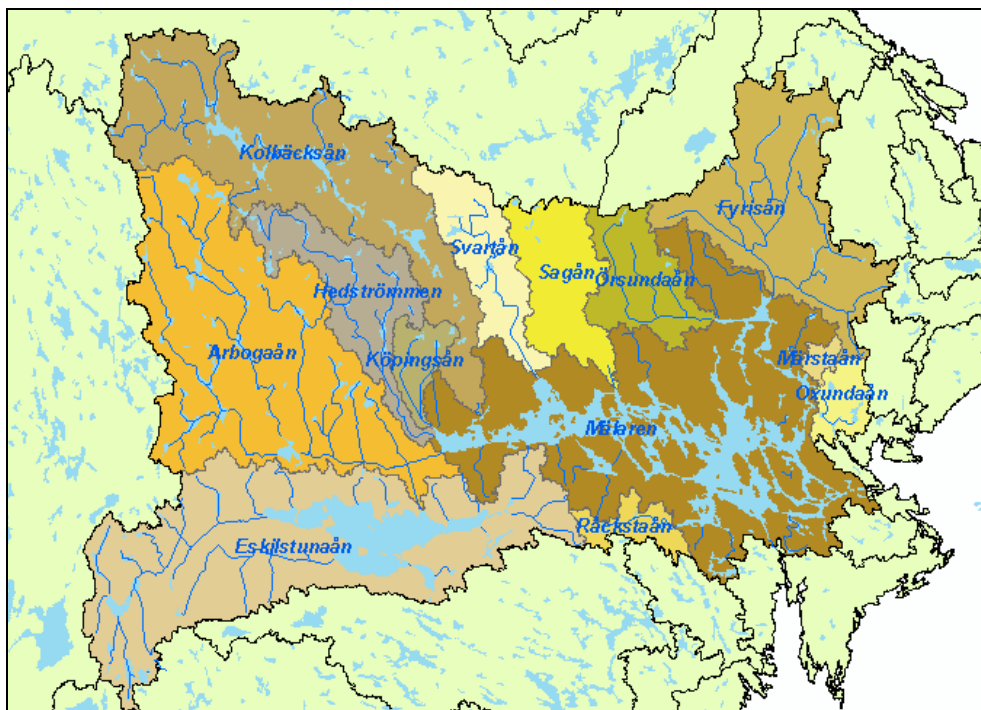 Kolbäcksån
Fyrisån
Svartån
Sagån
Örsundaån
Hedströmmen
Arbogaån
Köpingsån
Märstaån
Oxundaån
Mälaren
Råckstaån
Eskilstunaån